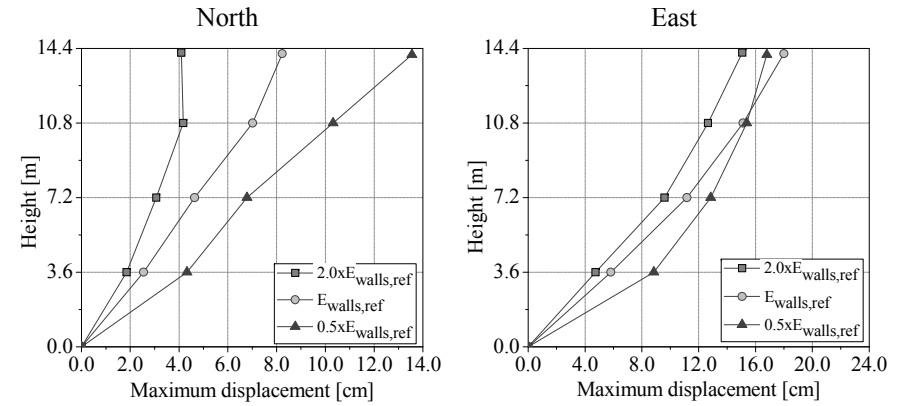 North
14.4
10.8
7.2
3.6
0.0
Height [m]
2.0xEwalls,ref
Ewalls,ref
0.5xEwalls,ref
0.0 2.0 4.0 6.0 8.0 10.0 12.0 14.0
Maximum displacement [cm]
East
14.4
10.8
7.2
3.6
0.0
Height [m]
2.0xEwalls,ref
Ewalls,ref
0.5xEwalls,ref
0.0 4.0 8.0 12.0 16.0 20.0 24.0
Maximum displacement [cm]